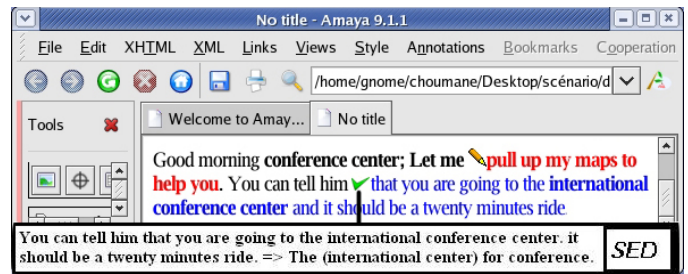 No title - Amaya 9.1.1
File Edit XHTML XML Links Views Style Annotations Bookmarks Cooperation
/home/gnome/choumane/Desktop/scénario/d
Tools
Welcome to Amay...
No title
Good morning conference center; Let me pull up my maps to
help you. You can tell him that you are going to the international
conference center and it should be a twenty minutes ride.
You can tell him that you are going to the international conference center. it
should be a twenty minutes ride. => The (international center) for conference.
SED